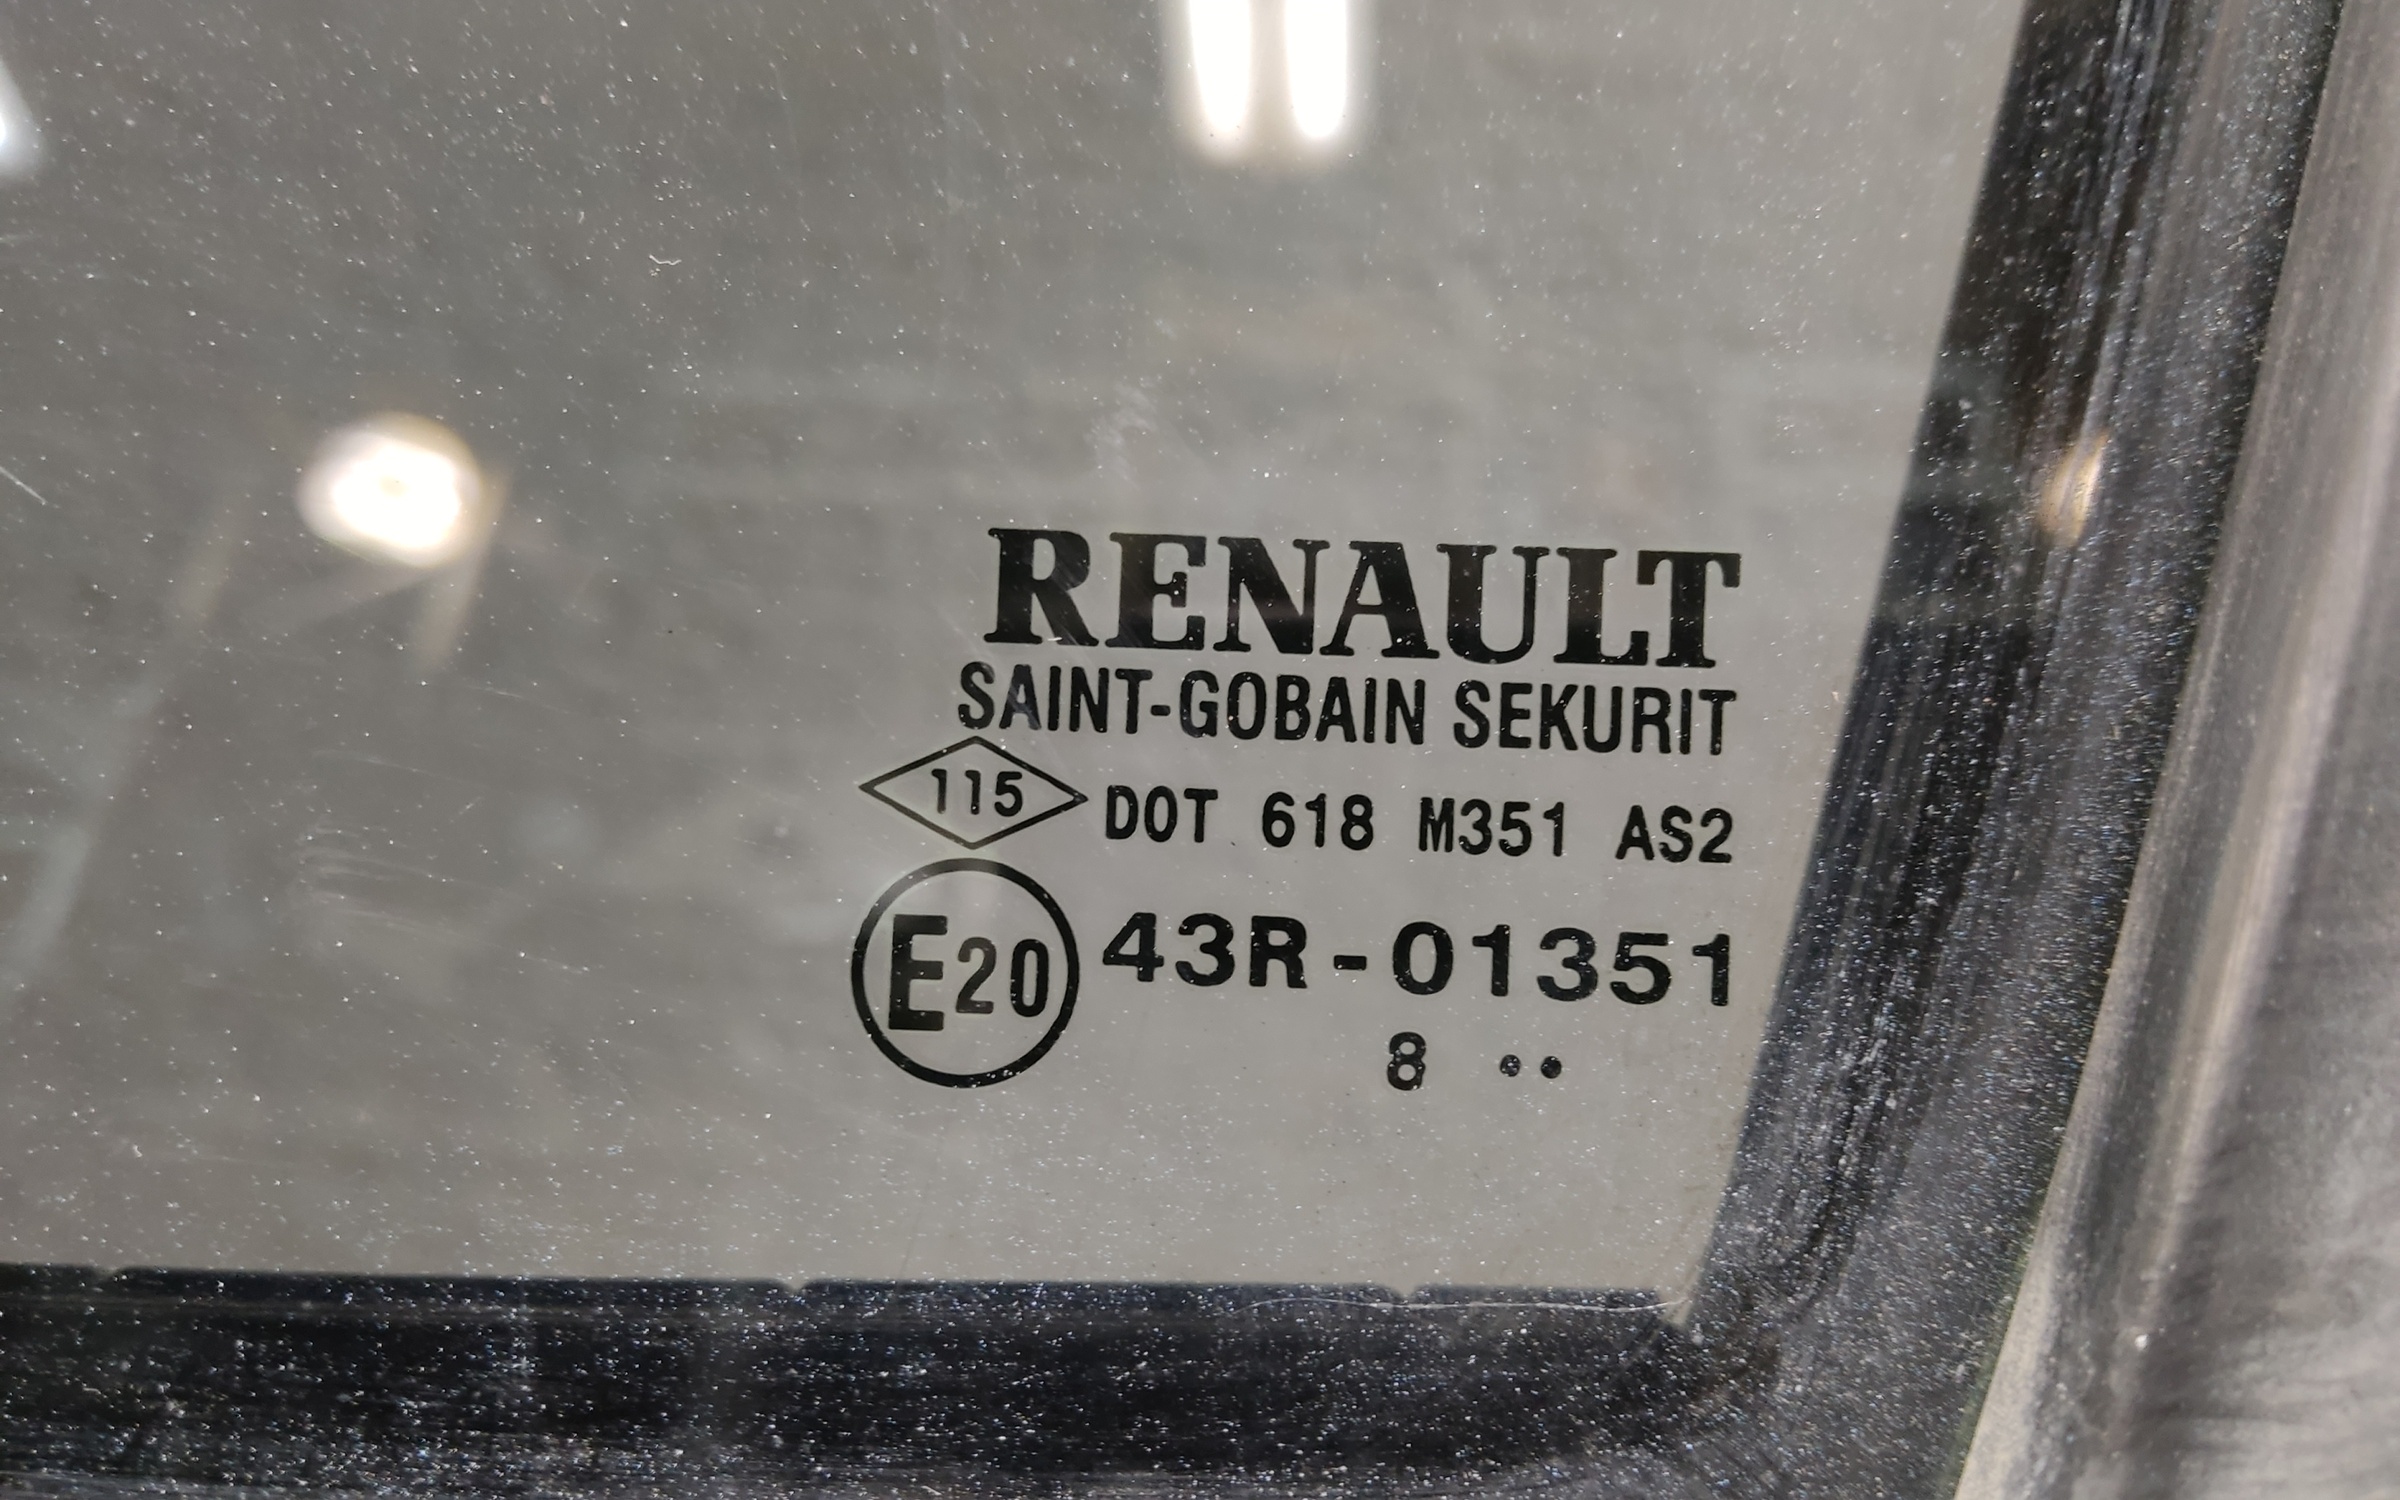 RENAULT
SAINT-GOBAIN SEKURIT
115 DOT 618 M351 AS2
E20 43R-01351
8 ••